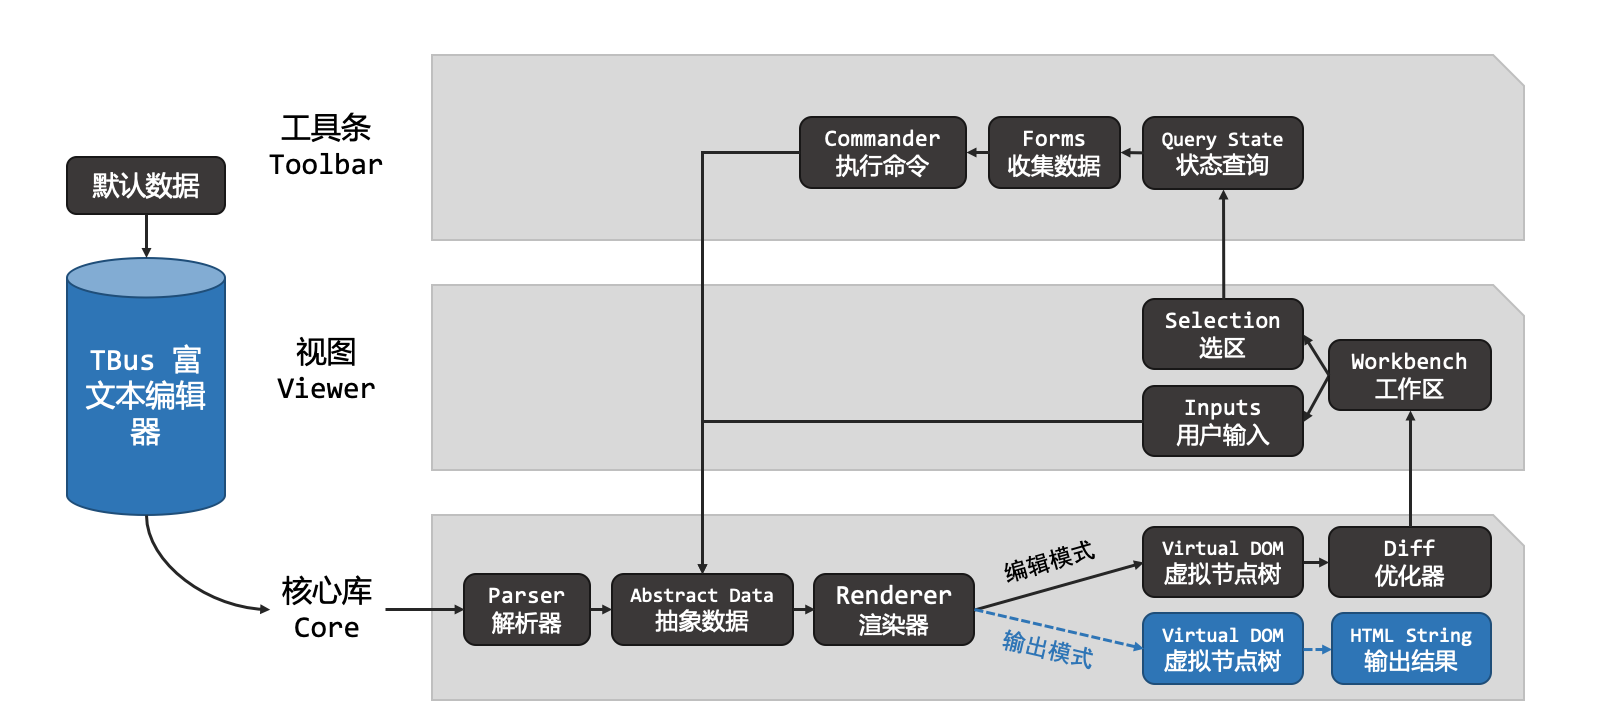 默认数据
TBus 富
文本编辑
器
工具条
Toolbar
Commander
执行命令
Forms
收集数据
Query State
状态查询
视图
Viewer
Selection
选区
Inputs
用户输入
Workbench
工作区
核心库
Core
Parser
解析器
Abstract Data
抽象数据
Renderer
渲染器
编辑模式
输出模式
Virtual DOM
虚拟节点树
Diff
优化器
Virtual DOM
虚拟节点树
HTML String
输出结果